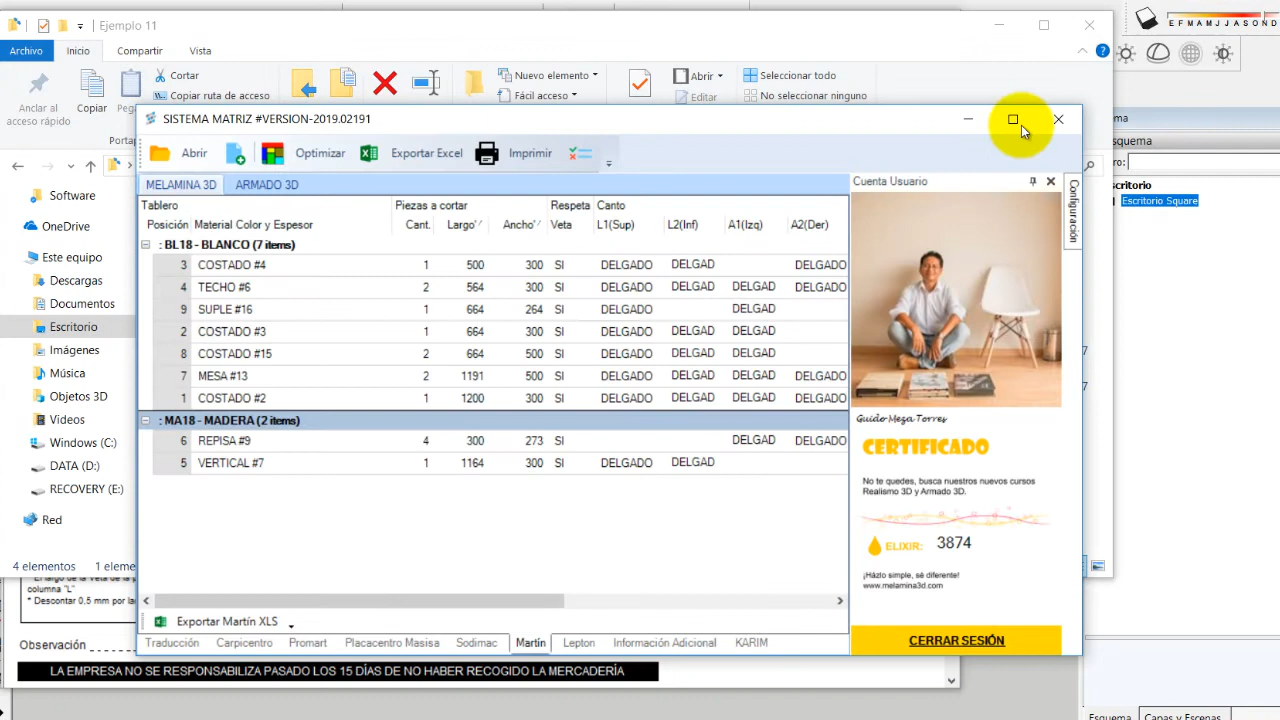 Ejemplo 11
E F M A M J J A S O N D
Archivo Inicio Compartir Vista
Anclar al acceso rápido
Copiar
Cortar
Copiar ruta de acceso
Nuevo elemento
Fácil acceso
Abrir
Editar
Seleccionar todo
No seleccionar ninguno
SISTEMA MATRIZ #VERSION-2019.02191
Abrir Optimizar Exportar Excel Imprimir
MELAMINA 3D ARMADO 3D
Tablero Piezas a cortar Respeta Canto
Posición Material Color y Espesor Cant. Largo Ancho Veta L1(Sup) L2(Inf) A1(Izq) A2(Der)
: BL18 - BLANCO (7 items)
3 COSTADO #4 1 500 300 SI DELGADO DELGAD DELGADO
4 TECHO #6 2 564 300 SI DELGADO DELGAD DELGAD DELGADO
9 SUPLE #16 1 664 264 SI DELGADO DELGAD
2 COSTADO #3 1 664 300 SI DELGADO DELGAD DELGAD
8 COSTADO #15 2 664 500 SI DELGADO DELGAD DELGAD
7 MESA #13 2 1191 500 SI DELGADO DELGAD DELGAD DELGADO
1 COSTADO #2 1 1200 300 SI DELGADO DELGAD DELGAD DELGADO
: MA18 - MADERA (2 items)
6 REPISA #9 4 300 273 SI DELGAD DELGADO
5 VERTICAL #7 1 1164 300 SI DELGADO DELGAD
Exportar Martín XLS
Traducción Carpicentro Promart Placacentro Masisa Sodimac Martín Lepton Información Adicional KARIM
Cuenta Usuario
Configuración
Guido Meza Torres
CERTIFICADO
No te quedes, busca nuestros nuevos cursos
Realismo 3D y Armado 3D.
ELIXIR: 3874
¡Házlo simple, sé diferente!
www.melamina3d.com
CERRAR SESIÓN
Software
OneDrive
Este equipo
Descargas
Documentos
Escritorio
Imágenes
Música
Objetos 3D
Videos
Windows (C:)
DATA (D:)
RECOVERY (E:)
Red
4 elementos
columna "L"
Observación
LA EMPRESA NO SE RESPONSABILIZA PASADO LOS 15 DÍAS DE NO HABER RECOGIDO LA MERCADERÍA
Escritorio Square
Esquema Capas y Escenas